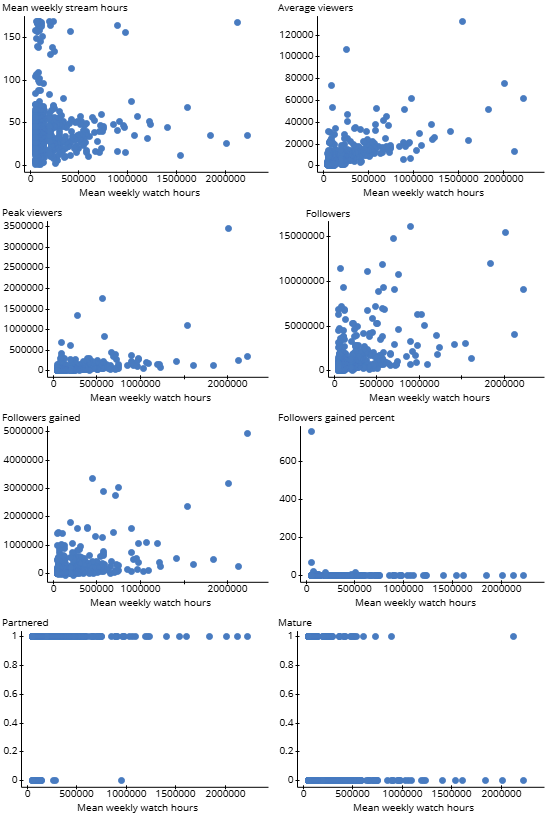 Mean weekly stream hours
150
100
50
0
0 500000 1000000 1500000 2000000
Mean weekly watch hours
Average viewers
120000
100000
80000
60000
40000
20000
0
0 500000 1000000 1500000 2000000
Mean weekly watch hours
Peak viewers
3500000
3000000
2500000
2000000
1500000
1000000
500000
0
0 500000 1000000 1500000 2000000
Mean weekly watch hours
Followers
15000000
10000000
5000000
0
0 500000 1000000 2000000
Mean weekly watch hours
Followers gained
5000000
4000000
3000000
2000000
1000000
0
0 500000 1000000 2000000
Mean weekly watch hours
Followers gained percent
600
400
200
0
0 500000 1000000 1500000 2000000
Mean weekly watch hours
Partnered
1
0.8
0.6
0.4
0.2
0
0 500000 1000000 1500000 2000000
Mean weekly watch hours
Mature
1
0.8
0.6
0.4
0.2
0
0 500000 1000000 1500000 2000000
Mean weekly watch hours